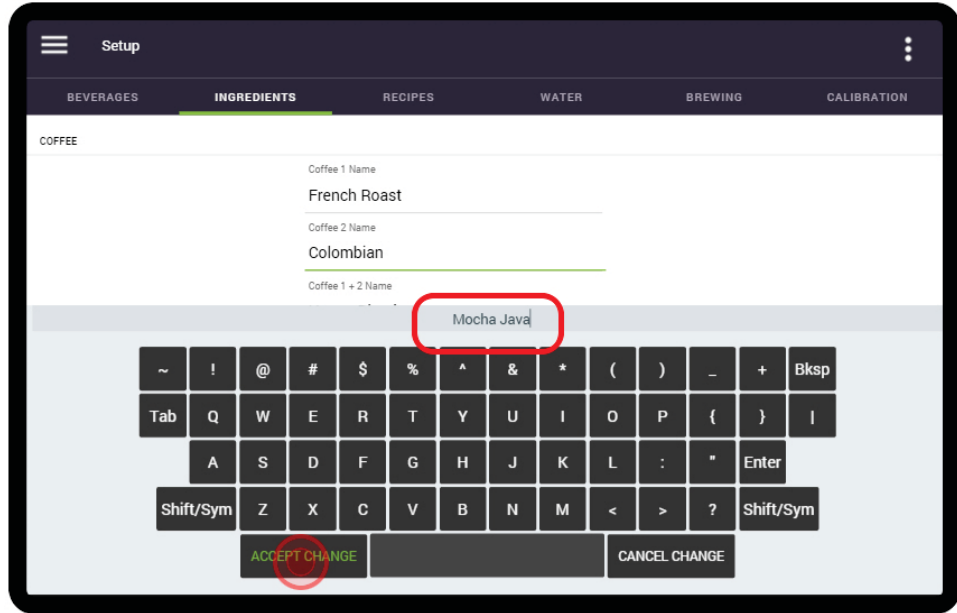 Setup
BEVERAGES INGREDIENTS RECIPES WATER BREWING CALIBRATION
COFFEE
Coffee 1 Name
French Roast
Coffee 2 Name
Colombian
Coffee 1 + 2 Name
Mocha Java
~ ! @ # $ % ^ & * ( ) _ + Bksp
Tab Q W E R T Y U I O P { } |
A S D F G H J K L : " Enter
Shift/Sym Z X C V B N M < > ? Shift/Sym
ACCEPT CHANGE CANCEL CHANGE